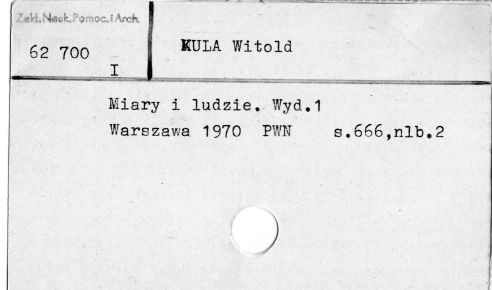 Zakł.Nauk.Pomoc.i Arch.
62 700
I
KULA Witold
Miary i ludzie. Wyd.1
Warszawa 1970 PWN s.666,nlb.2